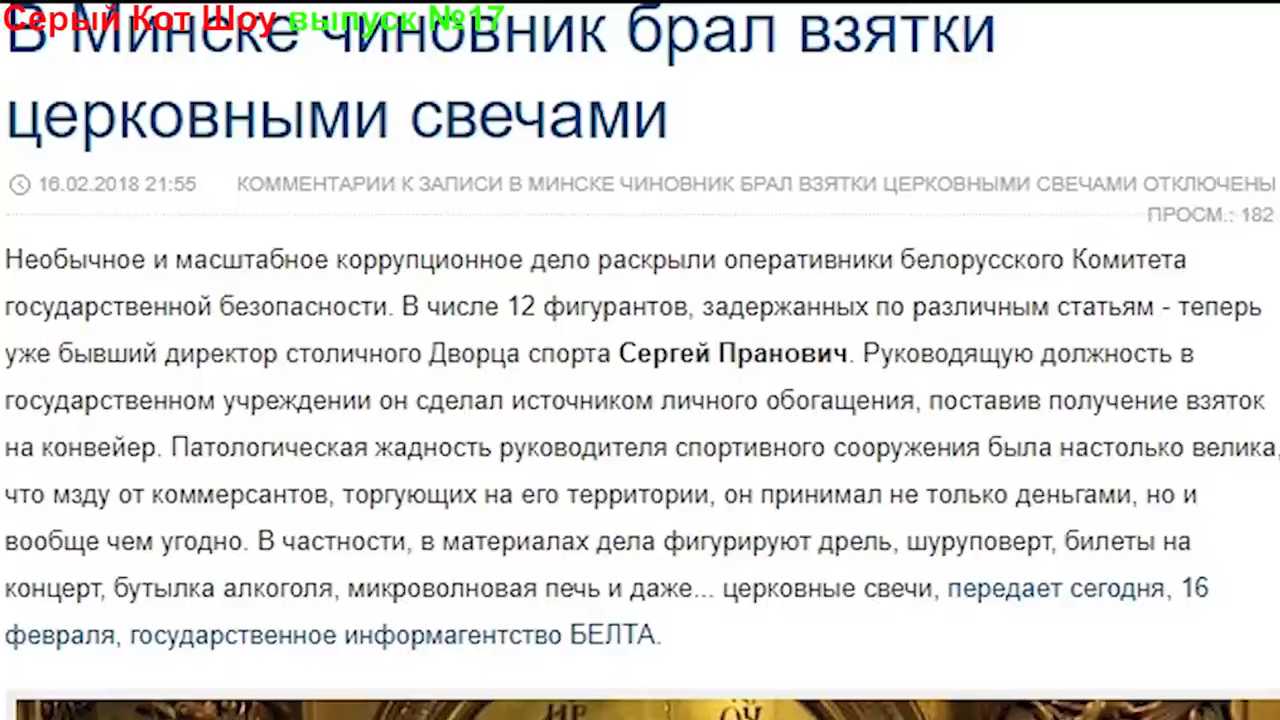 Серый Кот Шоу выпуск №17
В Минске чиновник брал взятки
церковными свечами
16.02.2018 21:55 КОММЕНТАРИИ К ЗАПИСИ В МИНСКЕ ЧИНОВНИК БРАЛ ВЗЯТКИ ЦЕРКОВНЫМИ СВЕЧАМИ ОТКЛЮЧЕНЫ
ПРОСМ.: 182
Необычное и масштабное коррупционное дело раскрыли оперативники белорусского Комитета
государственной безопасности. В числе 12 фигурантов, задержанных по различным статьям - теперь
уже бывший директор столичного Дворца спорта Сергей Пранович. Руководящую должность в
государственном учреждении он сделал источником личного обогащения, поставив получение взяток
на конвейер. Патологическая жадность руководителя спортивного сооружения была настолько велика,
что мзду от коммерсантов, торгующих на его территории, он принимал не только деньгами, но и
вообще чем угодно. В частности, в материалах дела фигурируют дрель, шуруповерт, билеты на
концерт, бутылка алкоголя, микроволновая печь и даже... церковные свечи, передает сегодня, 16
февраля, государственное информагентство БЕЛТА.